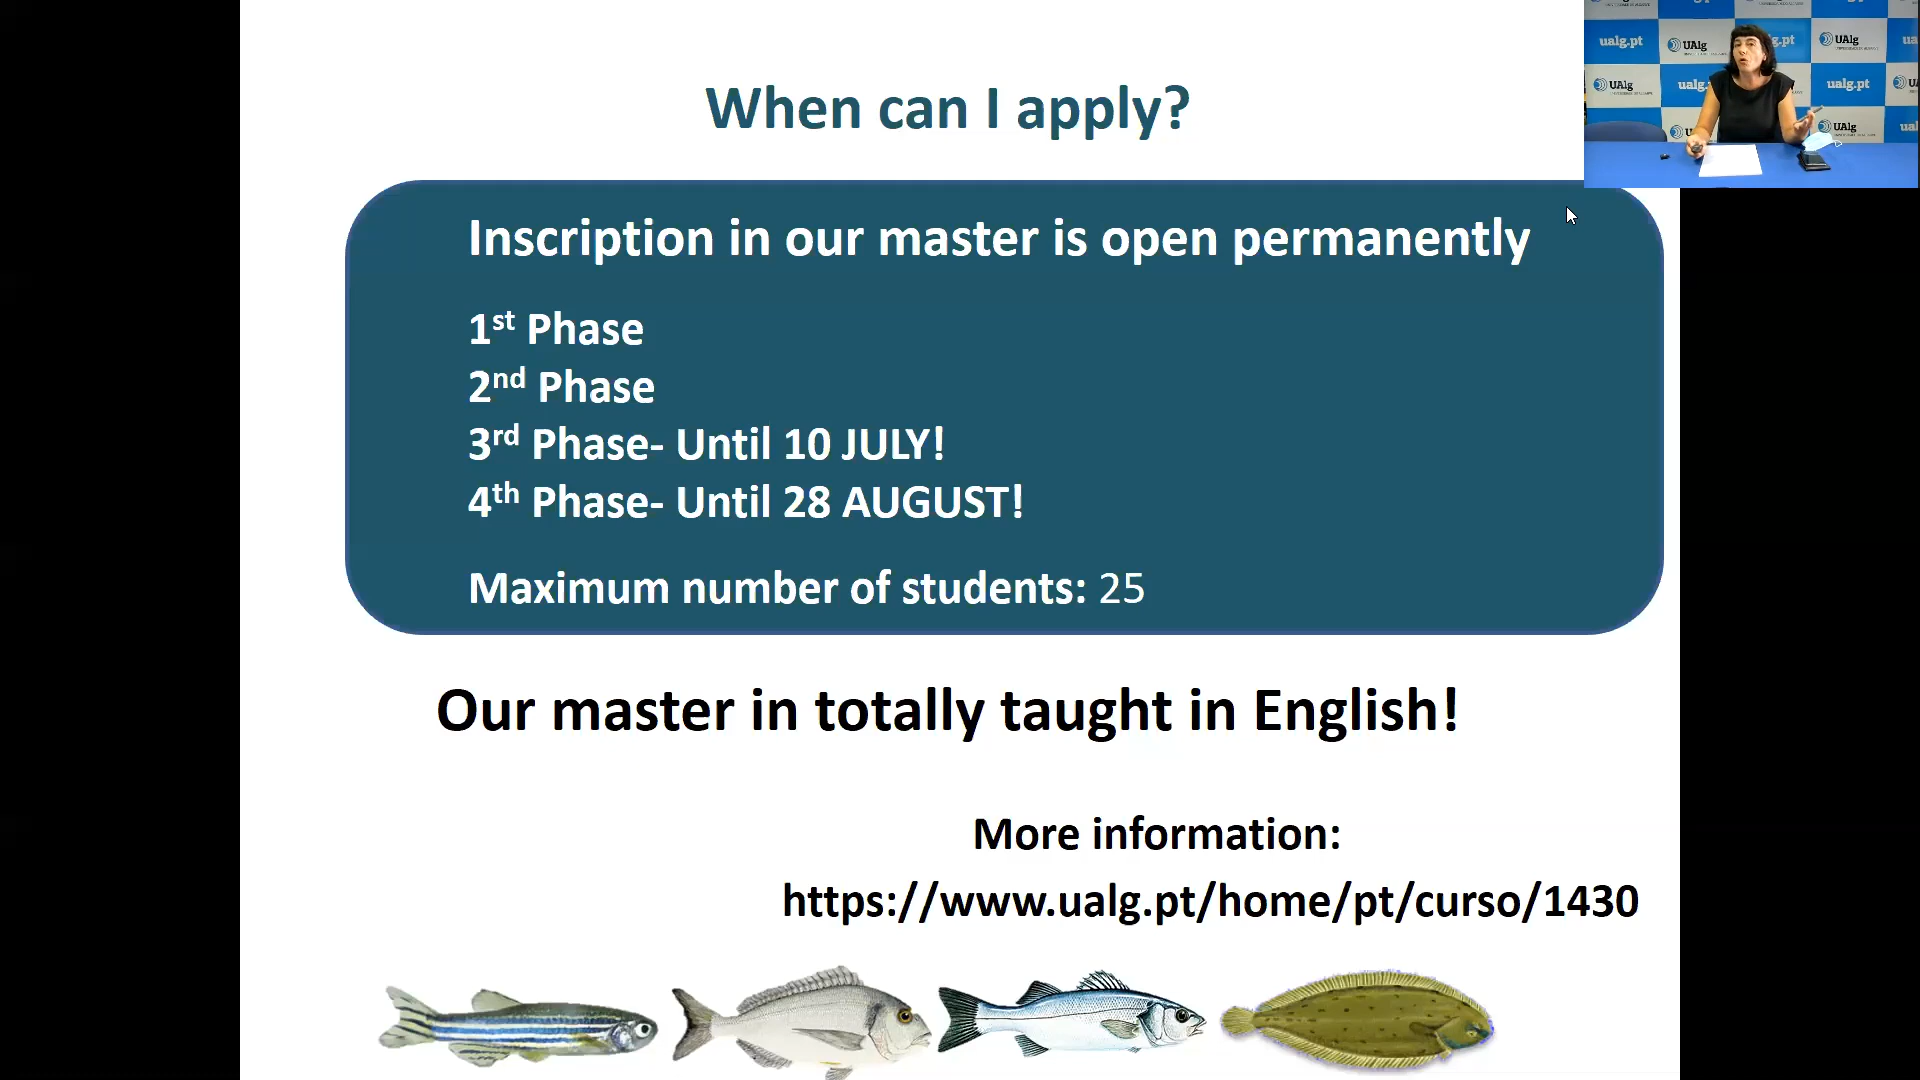 When can I apply?
Inscription in our master is open permanently
1st Phase
2nd Phase
3rd Phase- Until 10 JULY!
4th Phase- Until 28 AUGUST!
Maximum number of students: 25
Our master in totally taught in English!
More information:
https://www.ualg.pt/home/pt/curso/1430
ualg.pt
UAlg
UAlg
UAlg
ualg.pt
UAlg